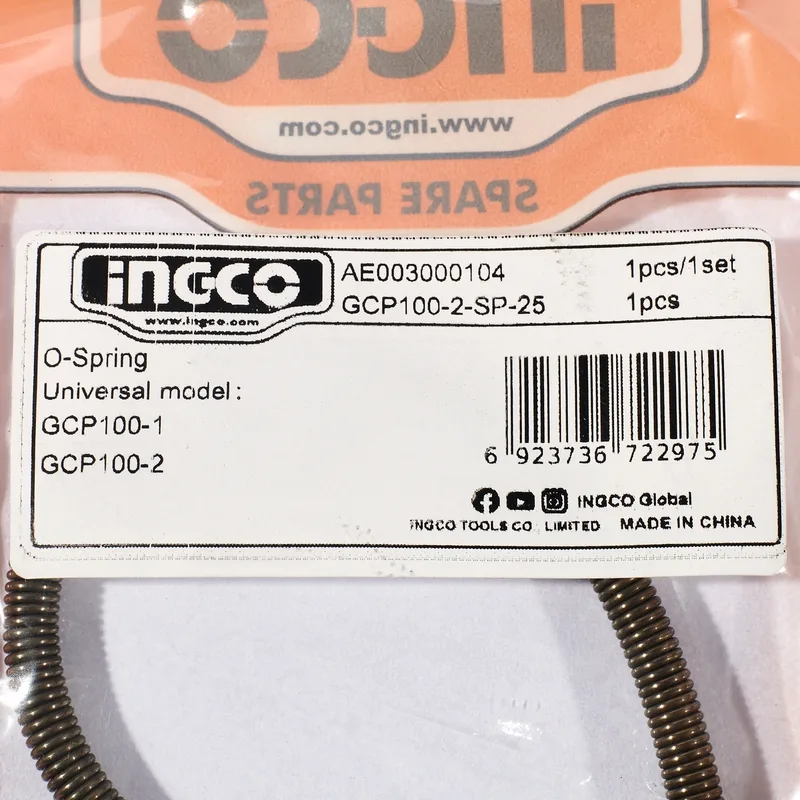 INGCO
www.ingco.com
SPARE PARTS
INGCO
www.ingco.com
AE003000104
1pcs/1set
GCP100-2-SP-25
1pcs
O-Spring
Universal model:
GCP100-1
GCP100-2
6 923736 722975
INGCO Global
INGCO TOOLS CO. LIMITED MADE IN CHINA